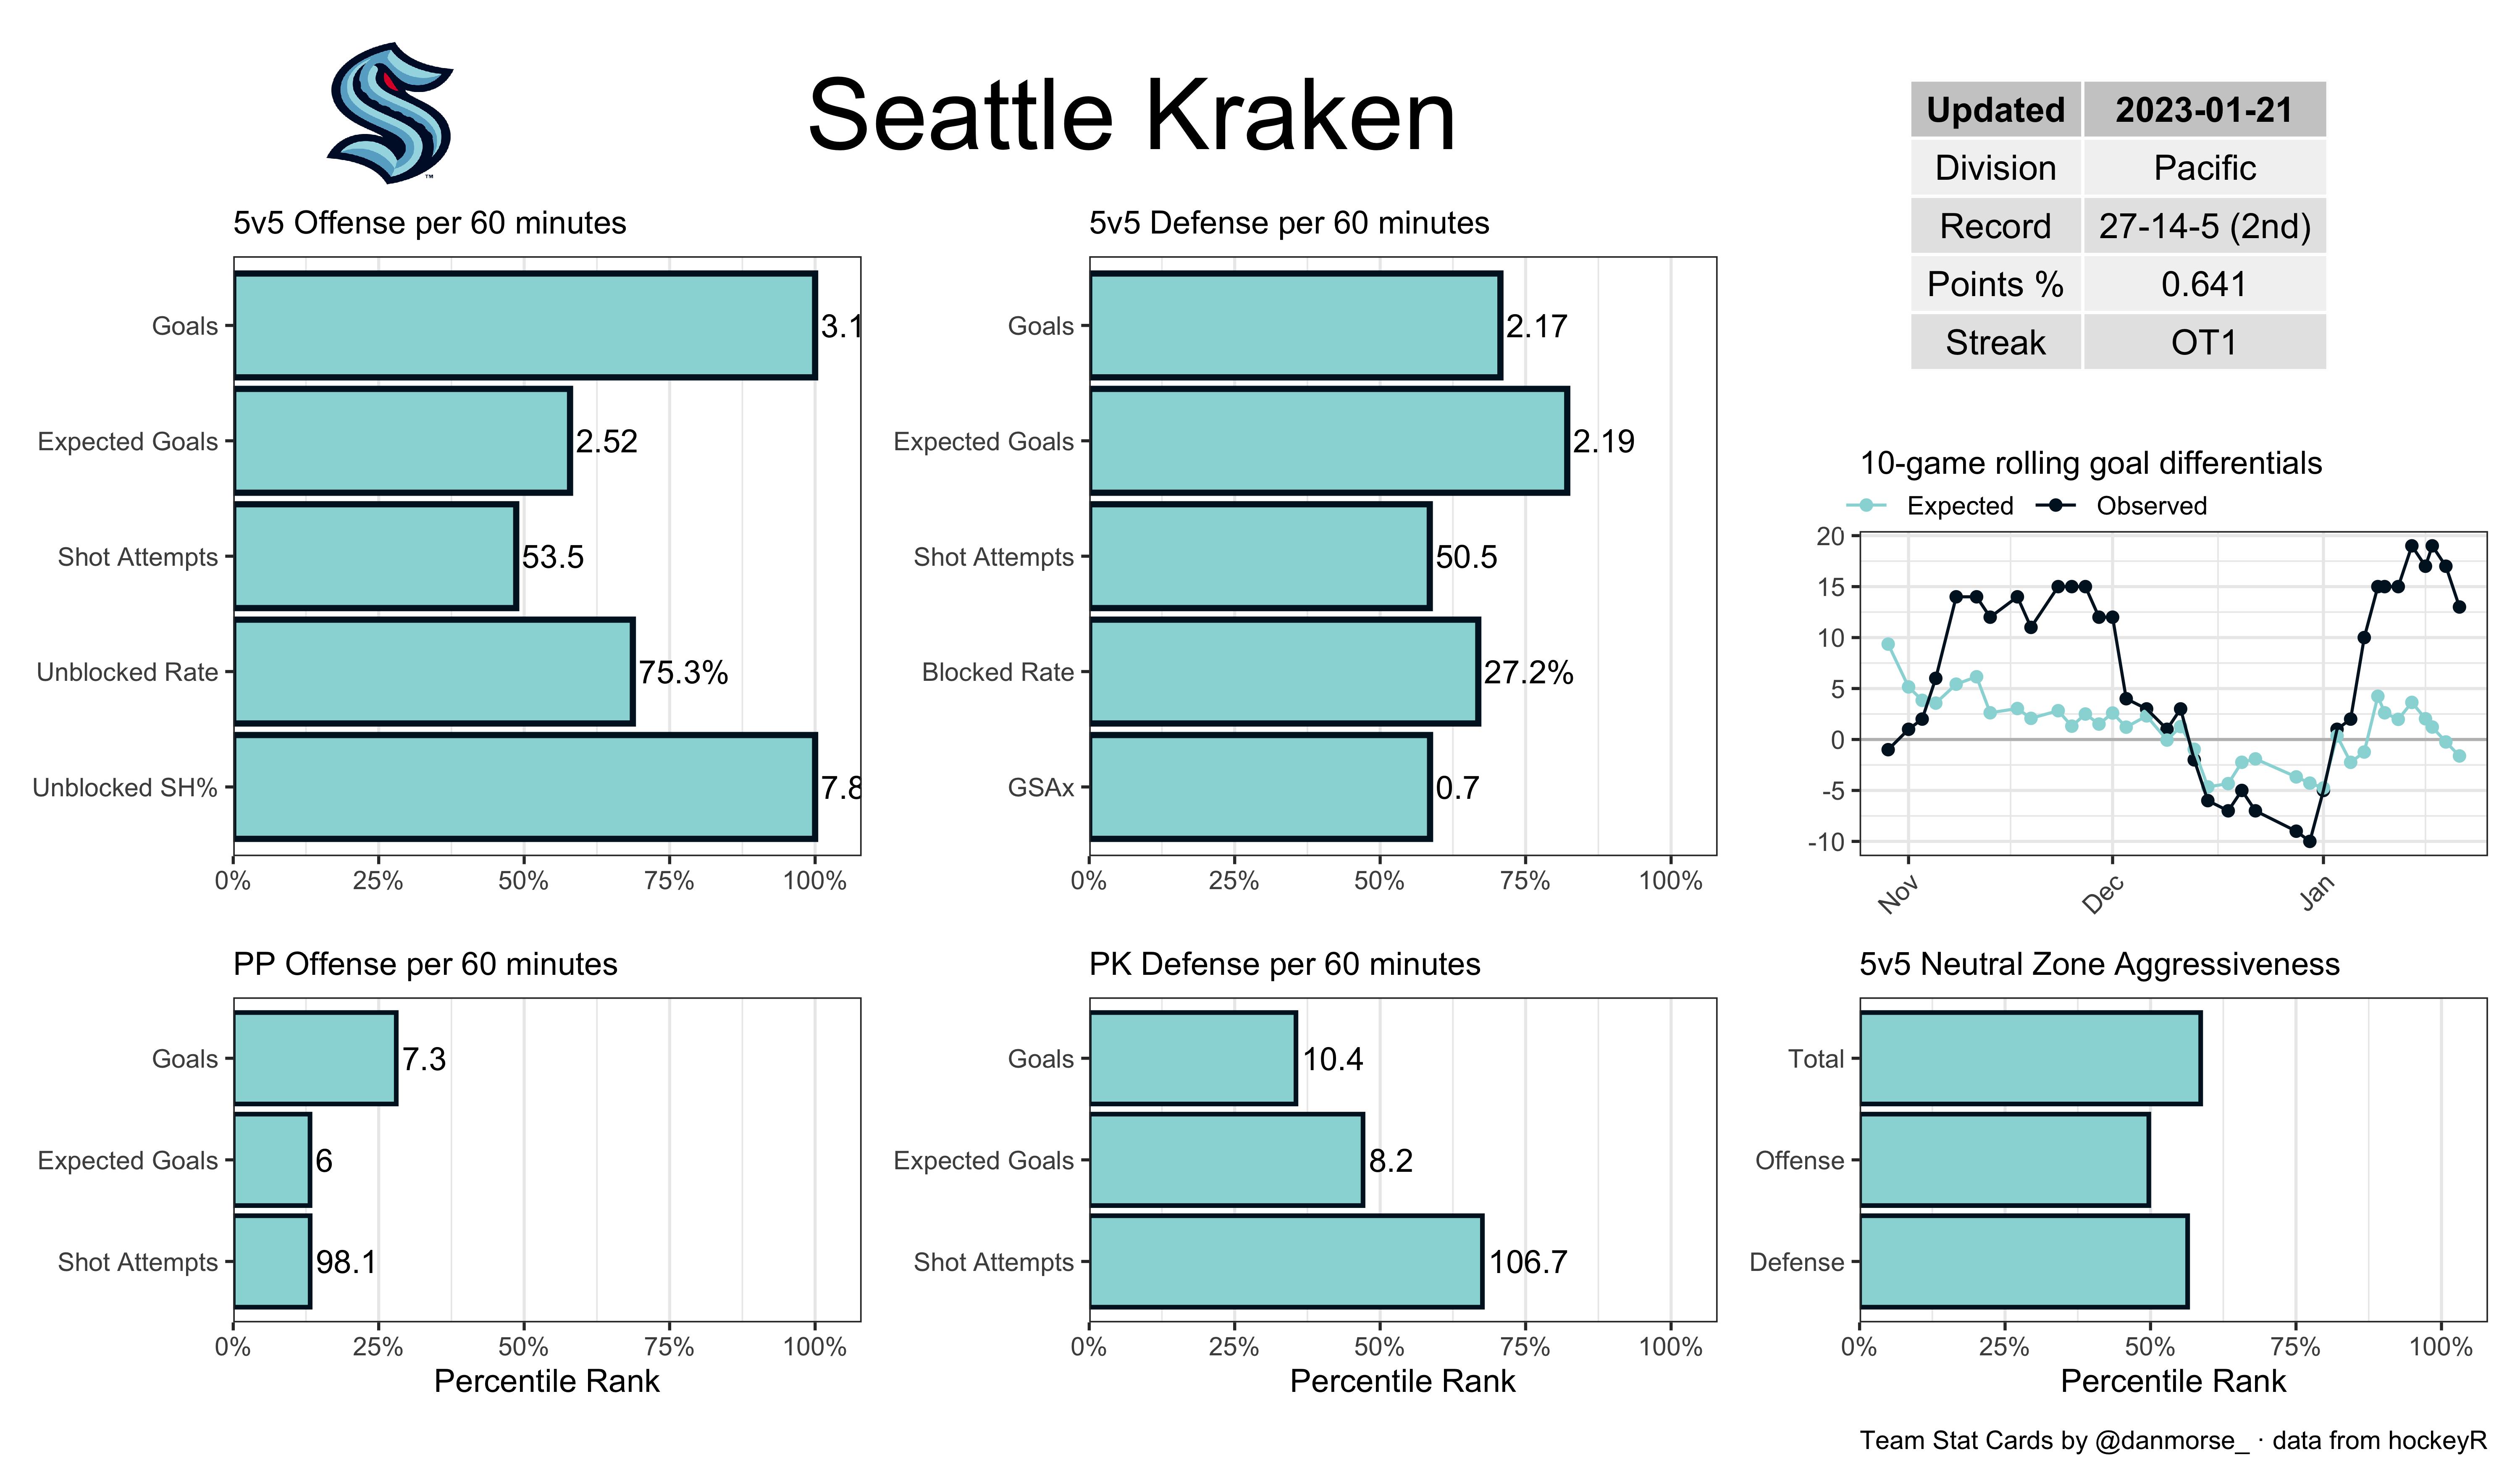 Seattle Kraken
Updated 2023-01-21
Division Pacific
Record 27-14-5 (2nd)
Points % 0.641
Streak OT1
5v5 Offense per 60 minutes
Goals 3.1
Expected Goals 2.52
Shot Attempts 53.5
Unblocked Rate 75.3%
Unblocked SH% 7.8
0% 25% 50% 75% 100%
5v5 Defense per 60 minutes
Goals 2.17
Expected Goals 2.19
Shot Attempts 50.5
Blocked Rate 27.2%
GSAx 0.7
0% 25% 50% 75% 100%
10-game rolling goal differentials
Expected Observed
20
15
10
5
0
-5
-10
Nov Dec Jan
PP Offense per 60 minutes
Goals 7.3
Expected Goals 6
Shot Attempts 98.1
0% 25% 50% 75% 100%
Percentile Rank
PK Defense per 60 minutes
Goals 10.4
Expected Goals 8.2
Shot Attempts 106.7
0% 25% 50% 75% 100%
Percentile Rank
5v5 Neutral Zone Aggressiveness
Total
Offense
Defense
0% 25% 50% 75% 100%
Percentile Rank
Team Stat Cards by @danmorse_ · data from hockeyR